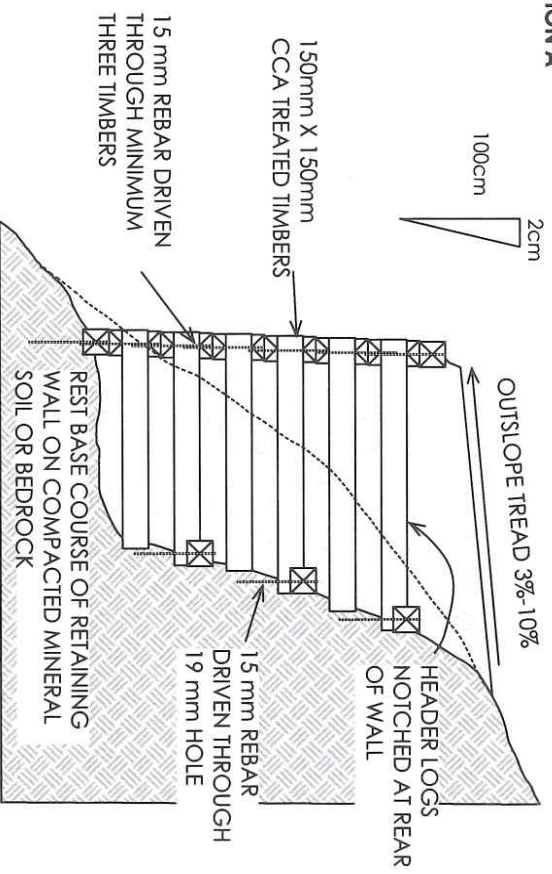 ION A
100cm
2cm
OUTSLOPE TREAD 3%-10%
150mm X 150mm
CCA TREATED TIMBERS
HEADER LOGS
NOTCHED AT REAR
OF WALL
15 mm REBAR DRIVEN
THROUGH MINIMUM
THREE TIMBERS
15 mm REBAR
DRIVEN THROUGH
19 mm HOLE
REST BASE COURSE OF RETAINING
WALL ON COMPACTED MINERAL
SOIL OR BEDROCK